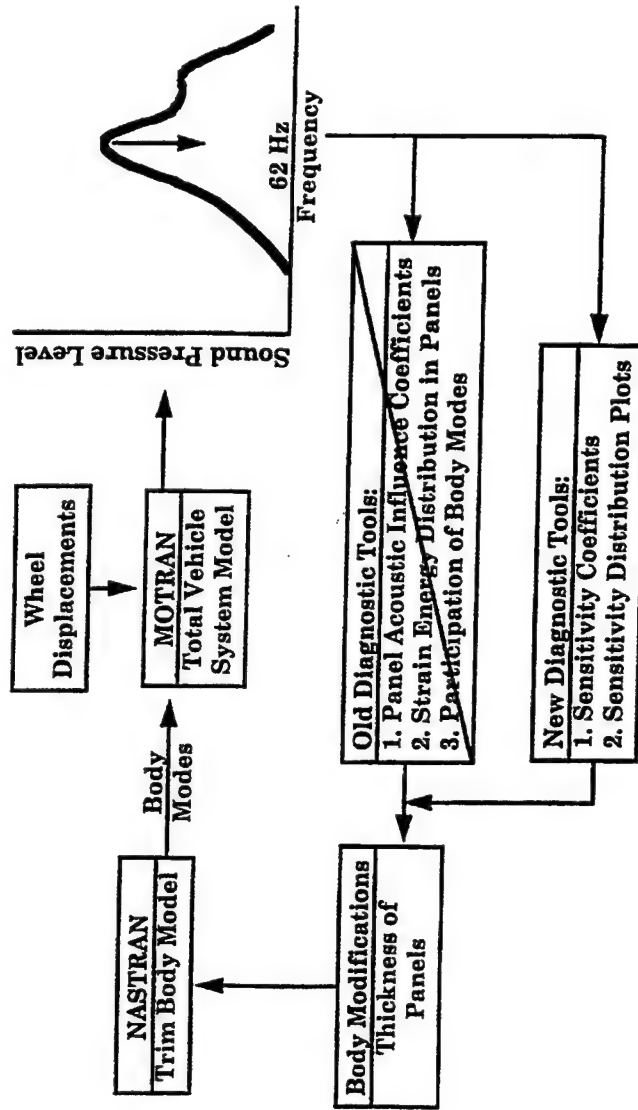 NASTRAN
Trim Body Model
Body
Modes
Wheel
Displacements
MOTRAN
Total Vehicle
System Model
Sound Pressure Level
62 Hz
Frequency
Body Modifications
Thickness of
Panels
Old Diagnostic Tools:
1. Panel Acoustic Influence Coefficients
2. Strain Energy Distribution in Panels
3. Participation of Body Modes
New Diagnostic Tools:
1. Sensitivity Coefficients
2. Sensitivity Distribution Plots